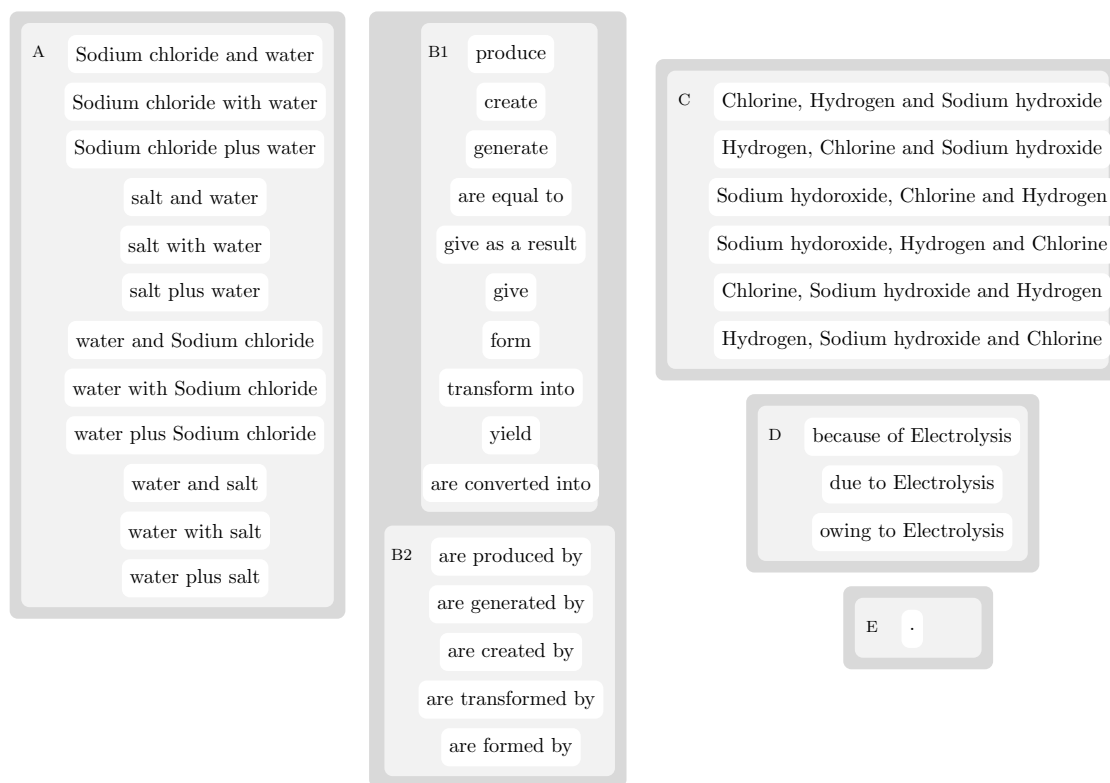 A
Sodium chloride and water
Sodium chloride with water
Sodium chloride plus water
salt and water
salt with water
salt plus water
water and Sodium chloride
water with Sodium chloride
water plus Sodium chloride
water and salt
water with salt
water plus salt
B1
produce
create
generate
are equal to
give as a result
give
form
transform into
yield
are converted into
B2
are produced by
are generated by
are created by
are transformed by
are formed by
C
Chlorine, Hydrogen and Sodium hydroxide
Hydrogen, Chlorine and Sodium hydroxide
Sodium hydoroxide, Chlorine and Hydrogen
Sodium hydoroxide, Hydrogen and Chlorine
Chlorine, Sodium hydroxide and Hydrogen
Hydrogen, Sodium hydroxide and Chlorine
D
because of Electrolysis
due to Electrolysis
owing to Electrolysis
E
.